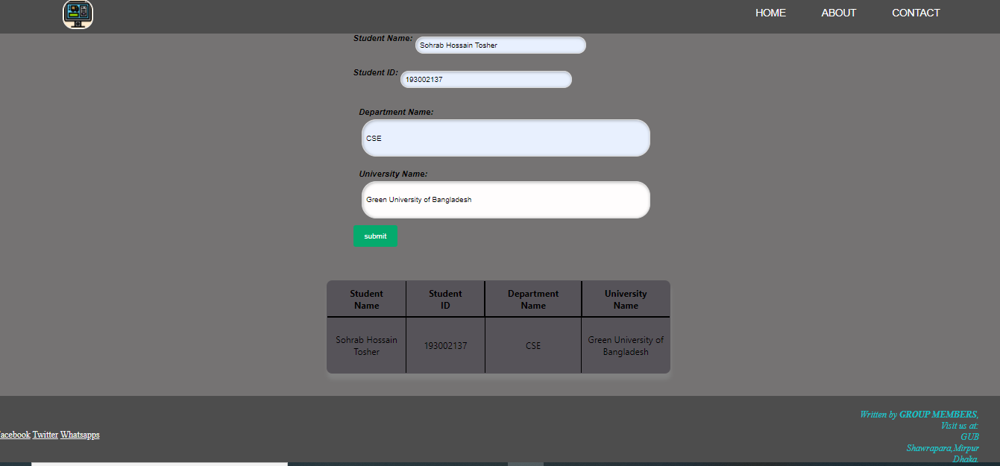 HOME ABOUT CONTACT
Student Name: Sohrab Hossain Tosher
Student ID: 193002137
Department Name:
CSE
University Name:
Green University of Bangladesh
submit
Student Name Student ID Department Name University Name
Sohrab Hossain Tosher 193002137 CSE Green University of Bangladesh
acebook Twitter Whatsapps
Written by GROUP MEMBERS,
Visit us at:
GUB
Shawrapara,Mirpur
Dhaka.